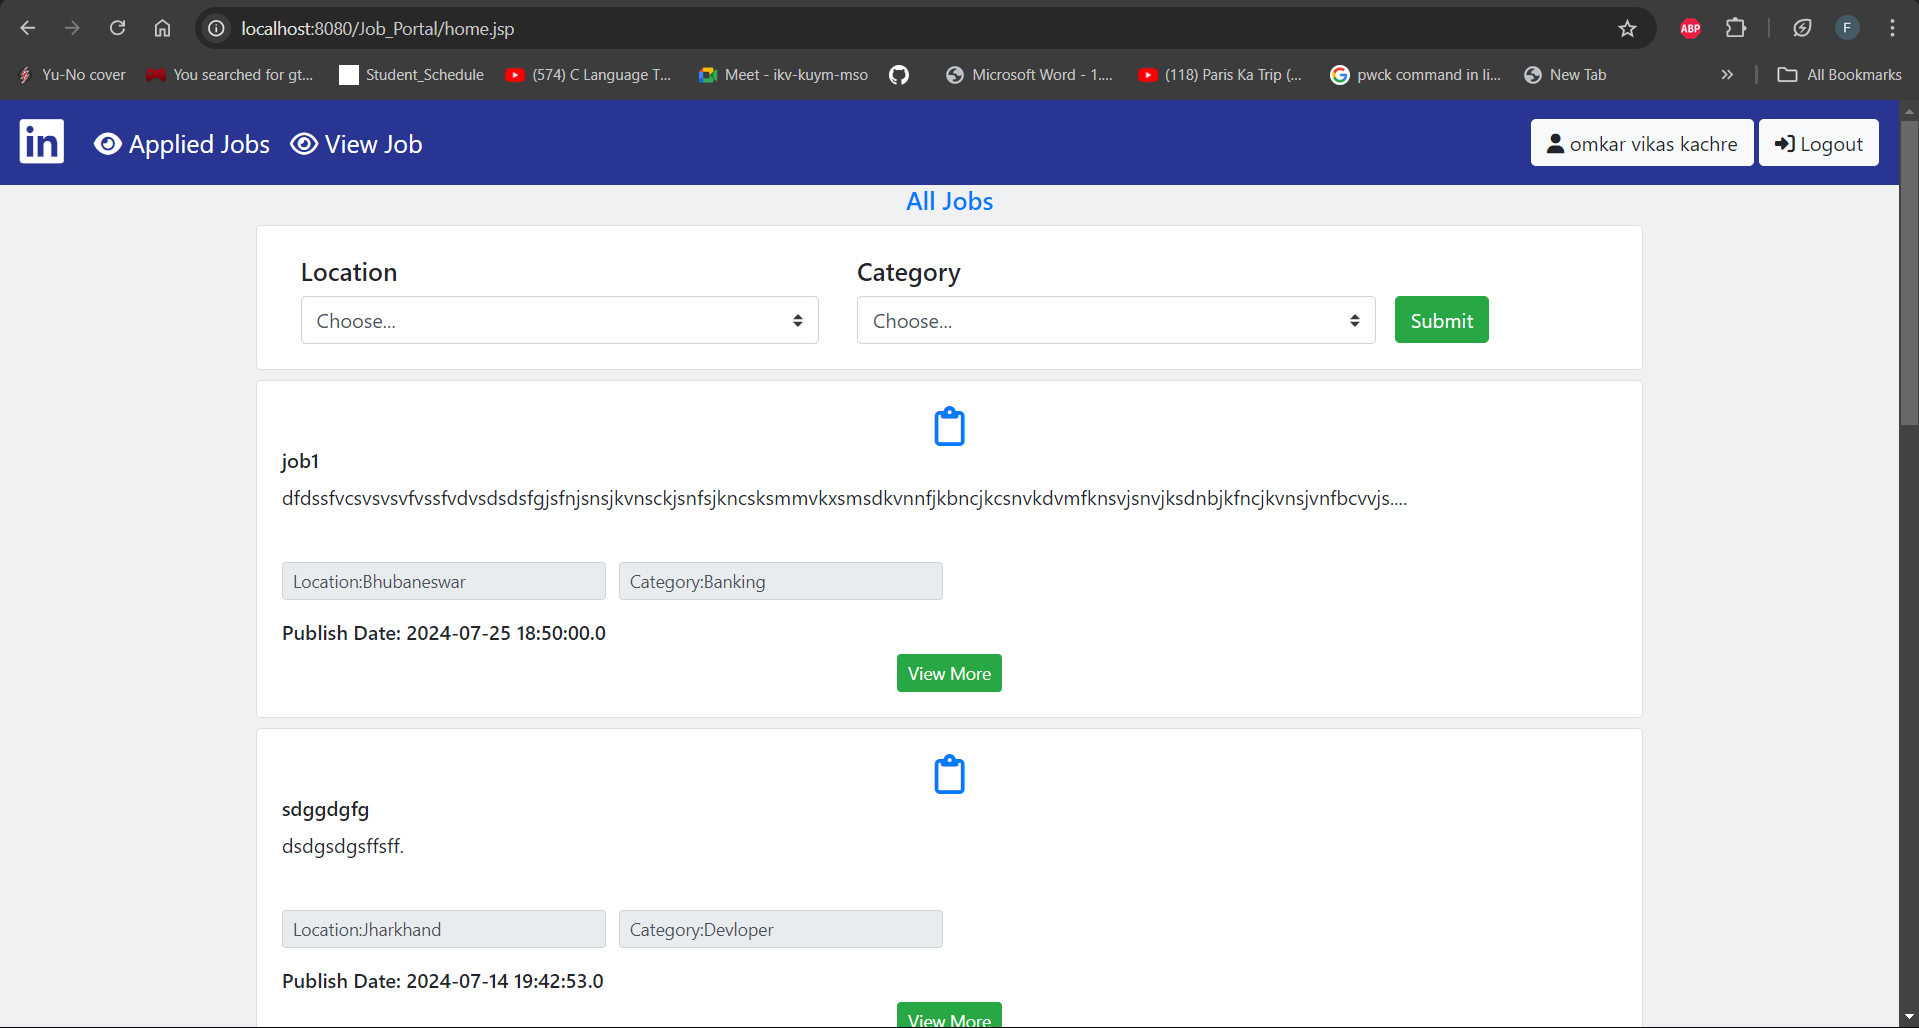 localhost:8080/Job_Portal/home.jsp
ABP
F
Yu-No cover
You searched for gt...
Student_Schedule
(574) C Language T...
Meet - ikv-kuym-mso
Microsoft Word - 1....
(118) Paris Ka Trip (...
pwck command in li...
New Tab
»
All Bookmarks
in
Applied Jobs
View Job
omkar vikas kachre
Logout
All Jobs
Location
Category
Choose...
Choose...
Submit
job1
dfdssfvcsvsvsvfvssfvdvsdsdsfgjsfnjsnsjkvnsckjsnfsjkncsksmmvkxsmsdkvnnfjkbncjkcsnvkdvmfknsvjsnvjksdnbjkfncjkvnsjvnfbcvvjs....
Location:Bhubaneswar
Category:Banking
Publish Date: 2024-07-25 18:50:00.0
View More
sdggdgfg
dsdgsdgsffsff.
Location:Jharkhand
Category:Devloper
Publish Date: 2024-07-14 19:42:53.0
View More